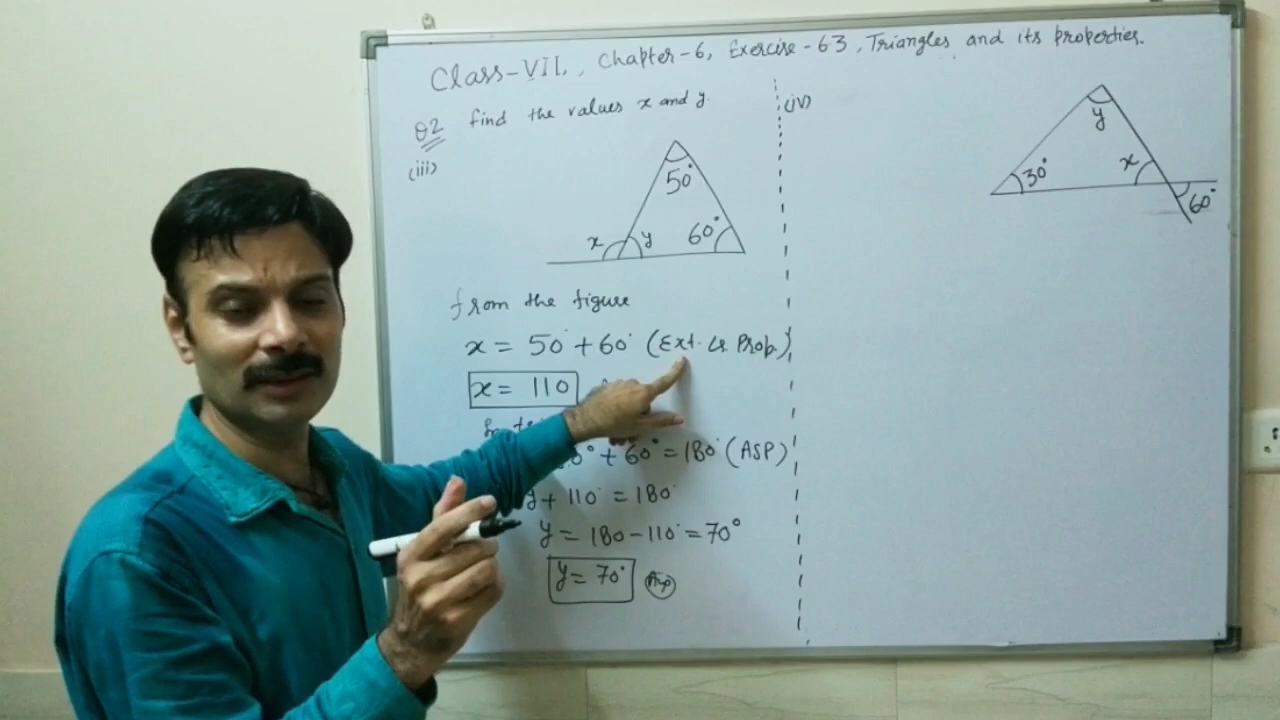 Class-VII, Chapter-6, Exercise-6.3, Triangles and its properties.
Q2 find the values x and y.
(iii)
50°
x y 60°
from the figure
x = 50° + 60° (Ext. ∠s Prop.)
x = 110
+ 60° = 180° (ASP)
y + 110° = 180°
y = 180 - 110° = 70°
y = 70° Ans
(iv)
y
30° x
60°